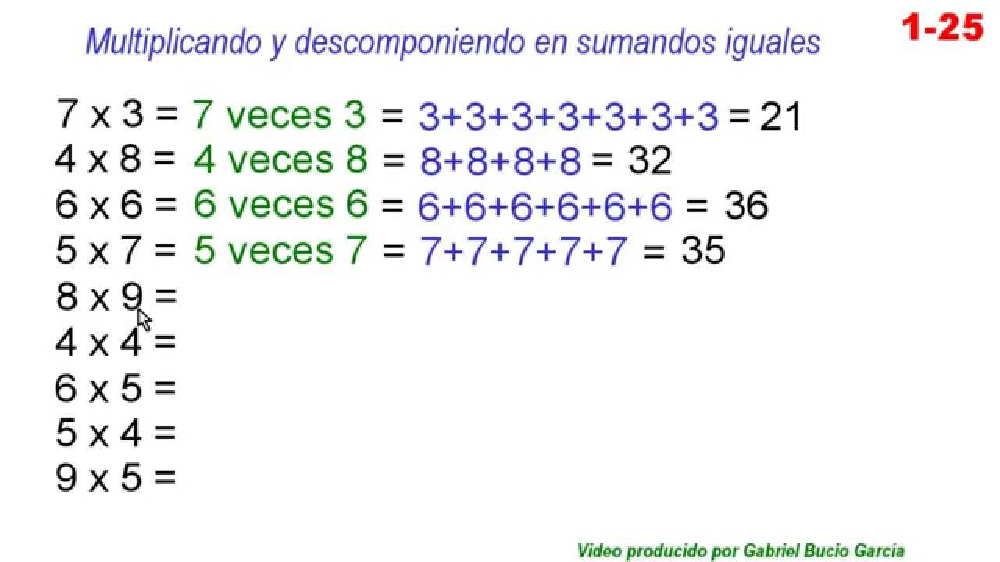 Multiplicando y descomponiendo en sumandos iguales
1-25
7 x 3 = 7 veces 3 = 3+3+3+3+3+3+3 = 21
4 x 8 = 4 veces 8 = 8+8+8+8 = 32
6 x 6 = 6 veces 6 = 6+6+6+6+6+6 = 36
5 x 7 = 5 veces 7 = 7+7+7+7+7 = 35
8 x 9 =
4 x 4 =
6 x 5 =
5 x 4 =
9 x 5 =
Video producido por Gabriel Bucio García